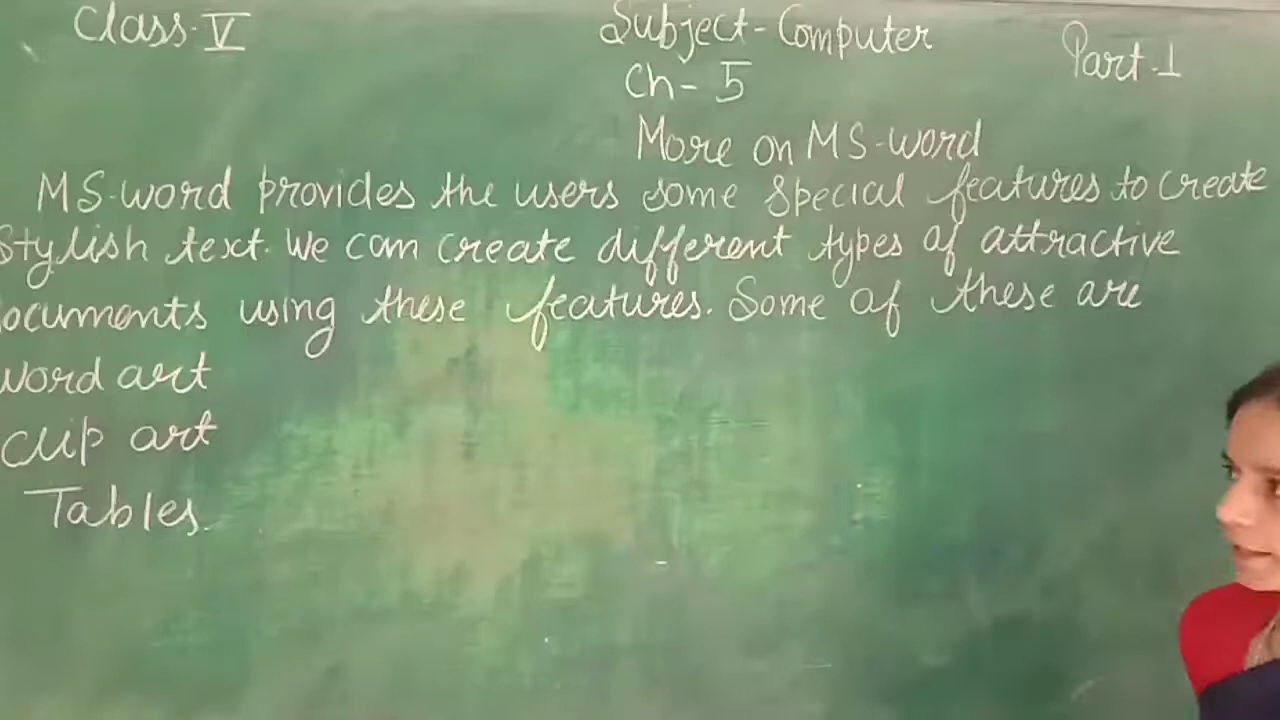 Class-V
Subject-Computer
Part-1
Ch-5
More on MS-word
MS-word provides the users some special features to create
Stylish text. We can create different types of attractive
ocuments using these features. Some of these are
word art
clip art
Tables.